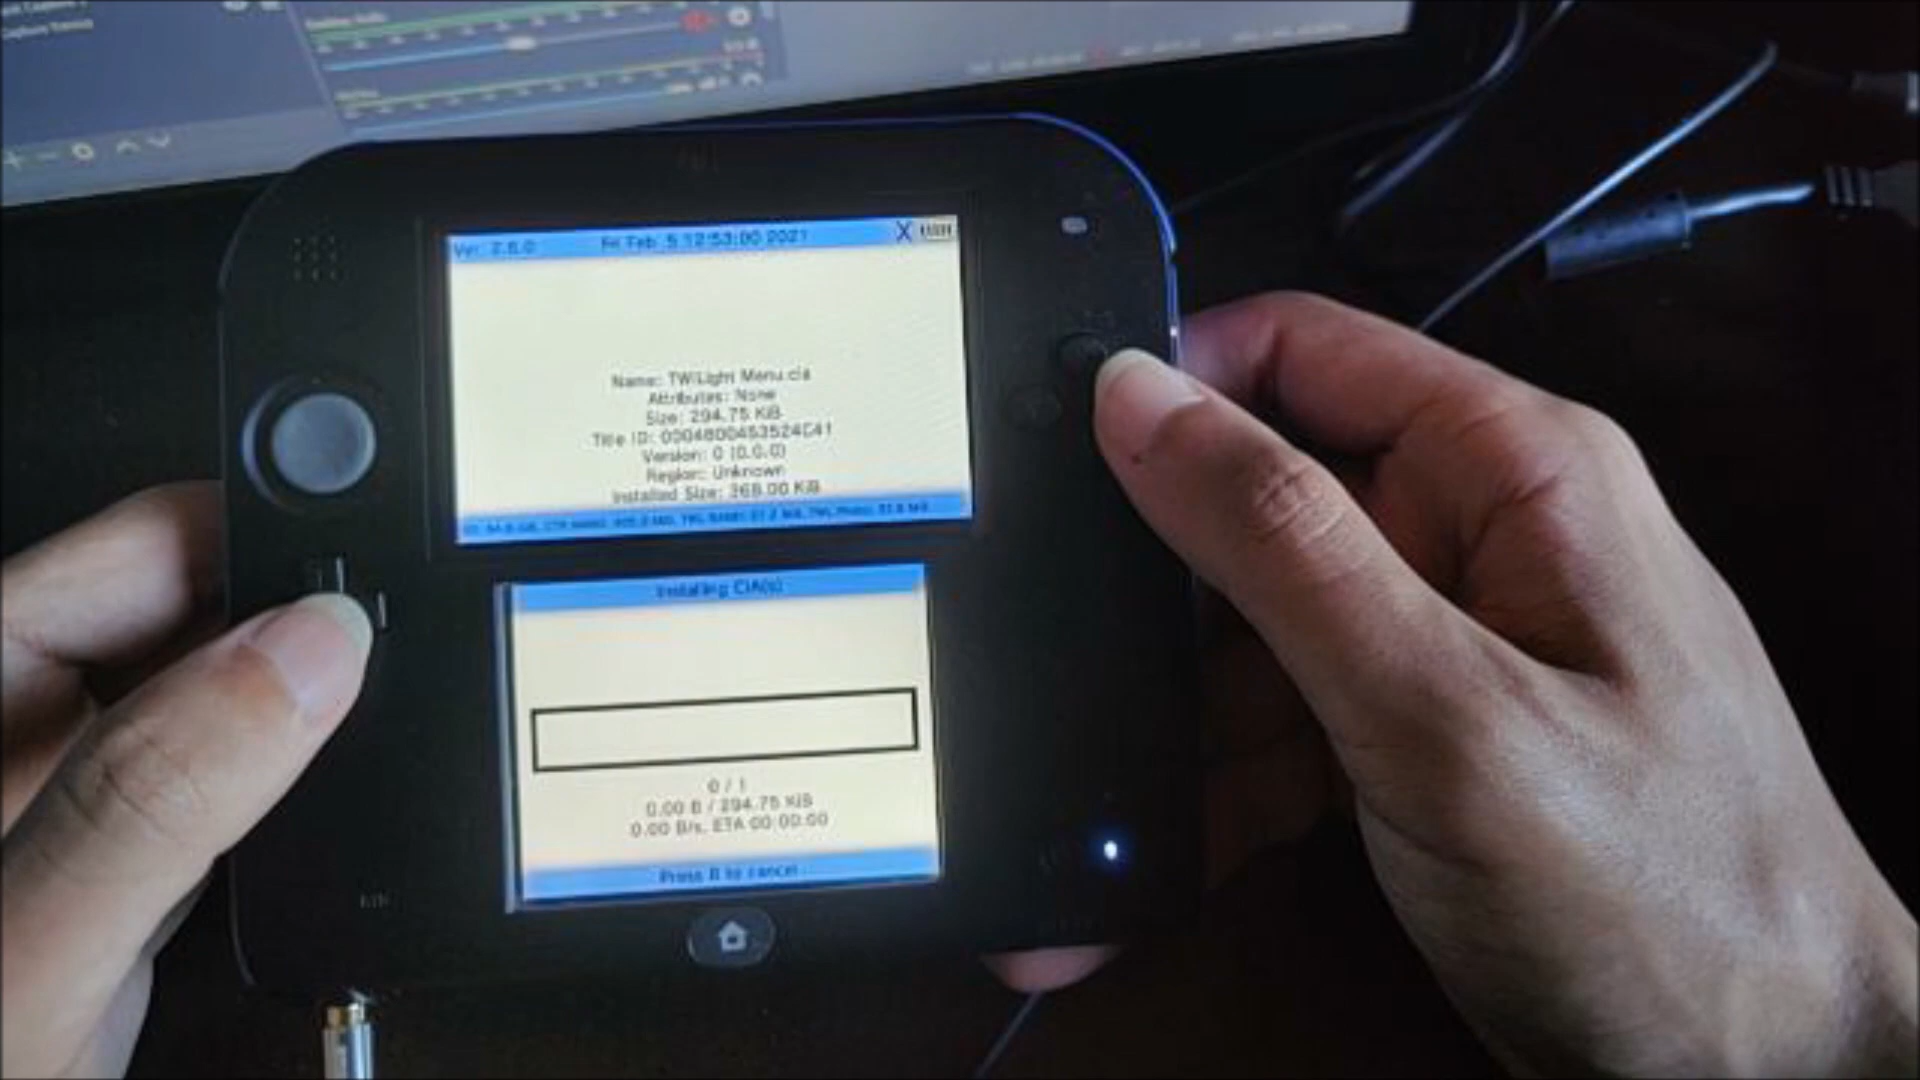 Ver. 2.6.0
Fri Feb 5 12:53:00 2021
X
Name: TWiLight Menu.cia
Attributes: None
Size: 294.75 KiB
Title ID: 0004800453524C41
Version: 0 (0.0.0)
Region: Unknown
Installed Size: 368.00 KiB
Installing CIA(s)
0 / 1
0.00 B / 294.75 KiB
0.00 B/s, ETA 00:00:00
Press B to cancel